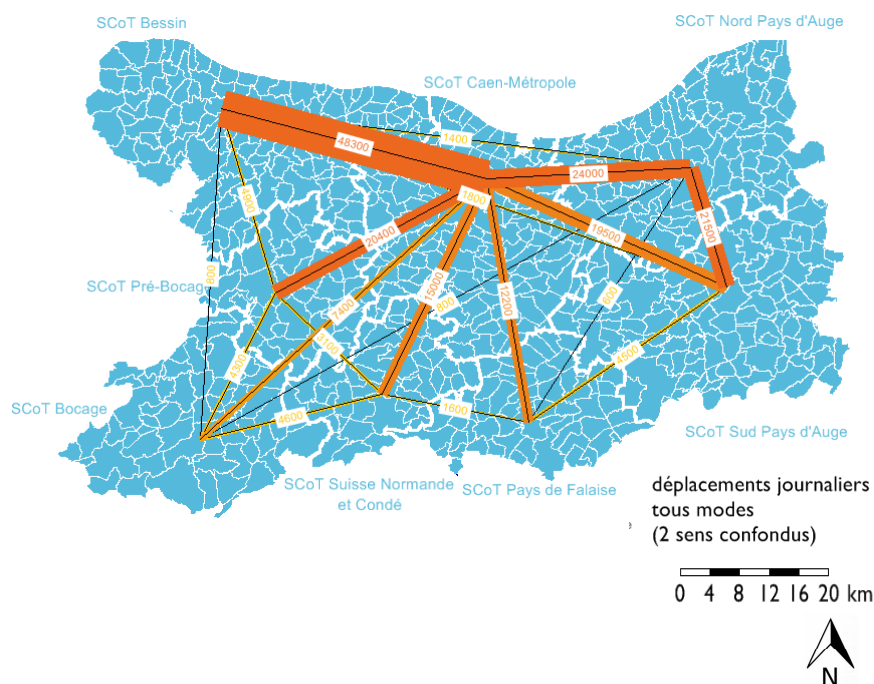 SCoT Bessin
SCoT Nord Pays d'Auge
SCoT Caen-Métropole
1400
48300
24000
1800
4900
21500
19500
20400
600
SCoT Pré-Bocag
7400
15000
800
12200
600
3100
4300
4500
SCoT Bocage
1600
4600
SCoT Sud Pays d'Auge
SCoT Suisse Normande
et Condé
SCoT Pays de Falaise
déplacements journaliers
tous modes
(2 sens confondus)
0 4 8 12 16 20 km
N